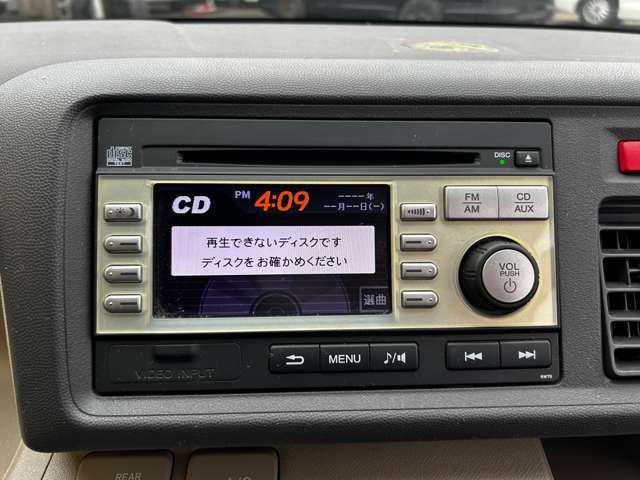 DISC
CD
PM 4:09
----年
--月--日(-)
FM
AM
CD
AUX
再生できないディスクです
ディスクをお確かめください
VOL
PUSH
選曲
MENU
VIDEO INPUT
REAR
A/C